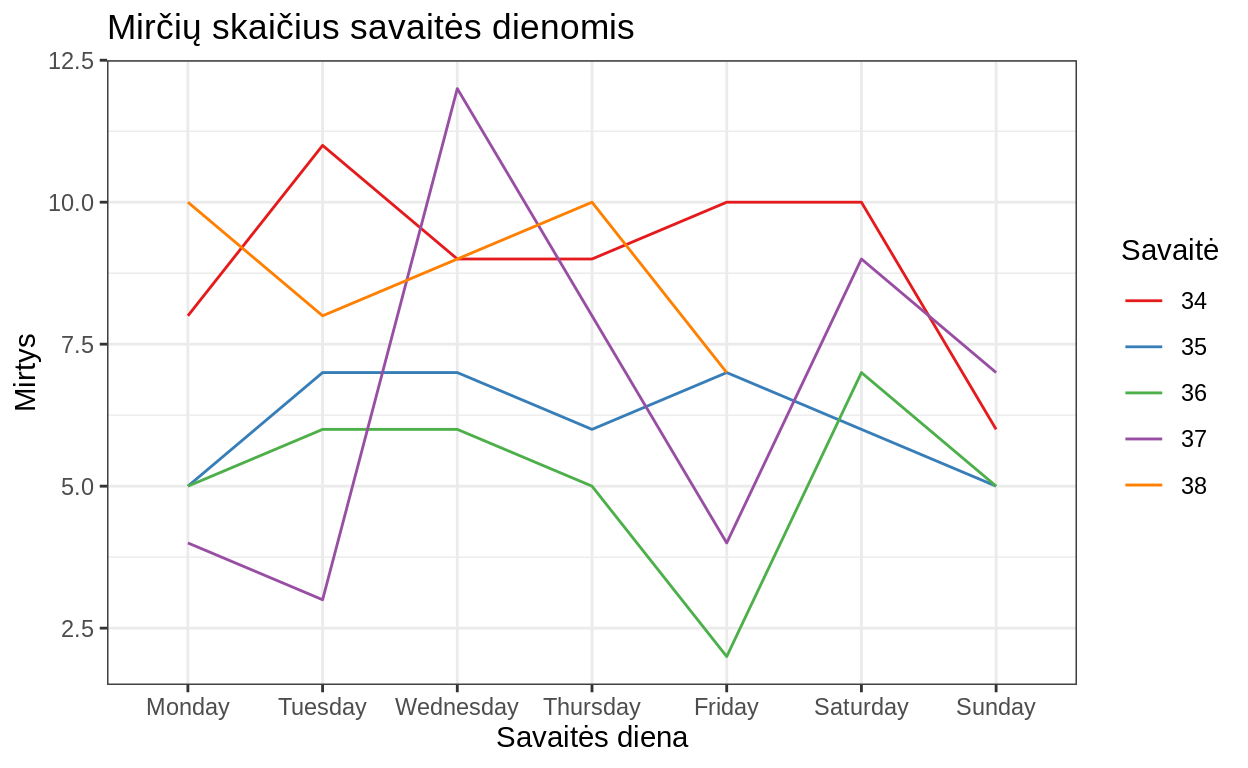 Mirčių skaičius savaitės dienomis
12.5
10.0
7.5
5.0
2.5
Mirtys
Monday Tuesday Wednesday Thursday Friday Saturday Sunday
Savaitės diena
Savaitė
34
35
36
37
38